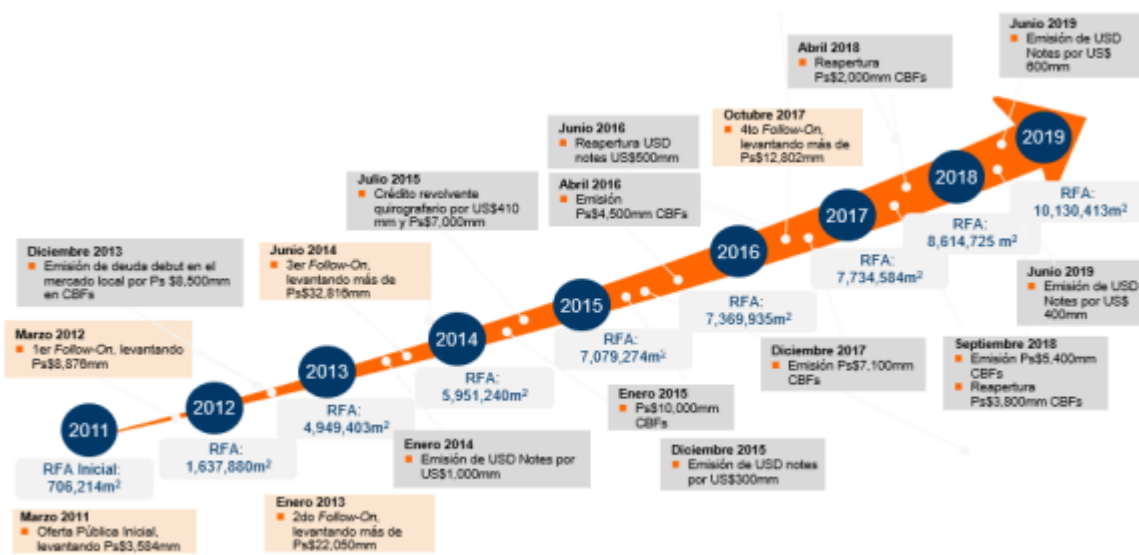 Junio 2019
Emisión de USD
Notes por US$
600mm
Abril 2018
Reapertura
Ps$2,000mm CBFs
Octubre 2017
4to Follow-On,
levantando más de
Ps$12,802mm
Junio 2016
Reapertura USD
notes US$500mm
Abril 2016
Emisión
Ps$4,500mm CBFs
Julio 2015
Crédito revolvente
quirografario por US$410
mm y Ps$7,000mm
Junio 2014
3er Follow-On,
levantando más de
Ps$32,816mm
Diciembre 2013
Emisión de deuda debut en el
mercado local por Ps $8,500mm
en CBFs
Marzo 2012
1er Follow-On, levantando
Ps$8,876mm
2011
2012
2013
2014
2015
2016
2017
2018
2019
RFA Inicial:
706,214m²
RFA:
1,637,880m²
RFA:
4,949,403m²
RFA:
5,951,240m²
RFA:
7,079,274m²
RFA:
7,369,935m²
RFA:
7,734,584m²
RFA:
8,614,725 m²
RFA:
10,130,413m²
Marzo 2011
Oferta Pública Inicial,
levantando Ps$3,584mm
Enero 2013
2do Follow-On,
levantando más de
Ps$22,050mm
Enero 2014
Emisión de USD Notes por
US$1,000mm
Enero 2015
Ps$10,000mm
CBFs
Diciembre 2015
Emisión de USD notes
por US$300mm
Diciembre 2017
Emisión Ps$7,100mm
CBFs
Septiembre 2018
Emisión Ps$5,400mm
CBFs
Reapertura
Ps$3,800mm CBFs
Junio 2019
Emisión de USD
Notes por US$
400mm